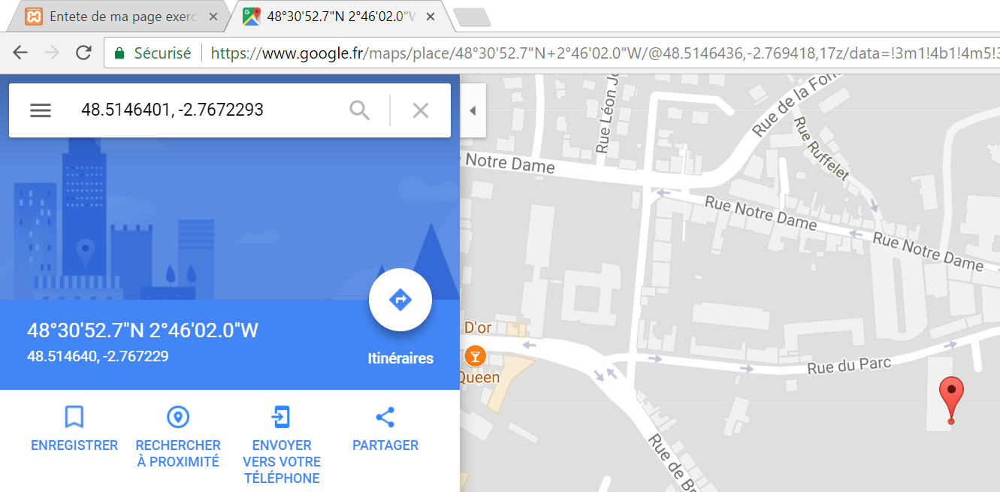 Entete de ma page exerc
48°30'52.7"N 2°46'02.0"W
Sécurisé
https://www.google.fr/maps/place/48°30'52.7"N+2°46'02.0"W/@48.5146436,-2.769418,17z/data=!3m1!4b1!4m5!3
48.5146401, -2.7672293
48°30'52.7"N 2°46'02.0"W
48.514640, -2.767229
Itinéraires
ENREGISTRER
RECHERCHER
À PROXIMITÉ
ENVOYER
VERS VOTRE
TÉLÉPHONE
PARTAGER
Notre Dame
Rue Léon Jo
Rue de la Fon
Rue Ruffelet
Rue Notre Dame
Rue Notre Dame
D'or
Queen
Rue du Parc
Rue de Br